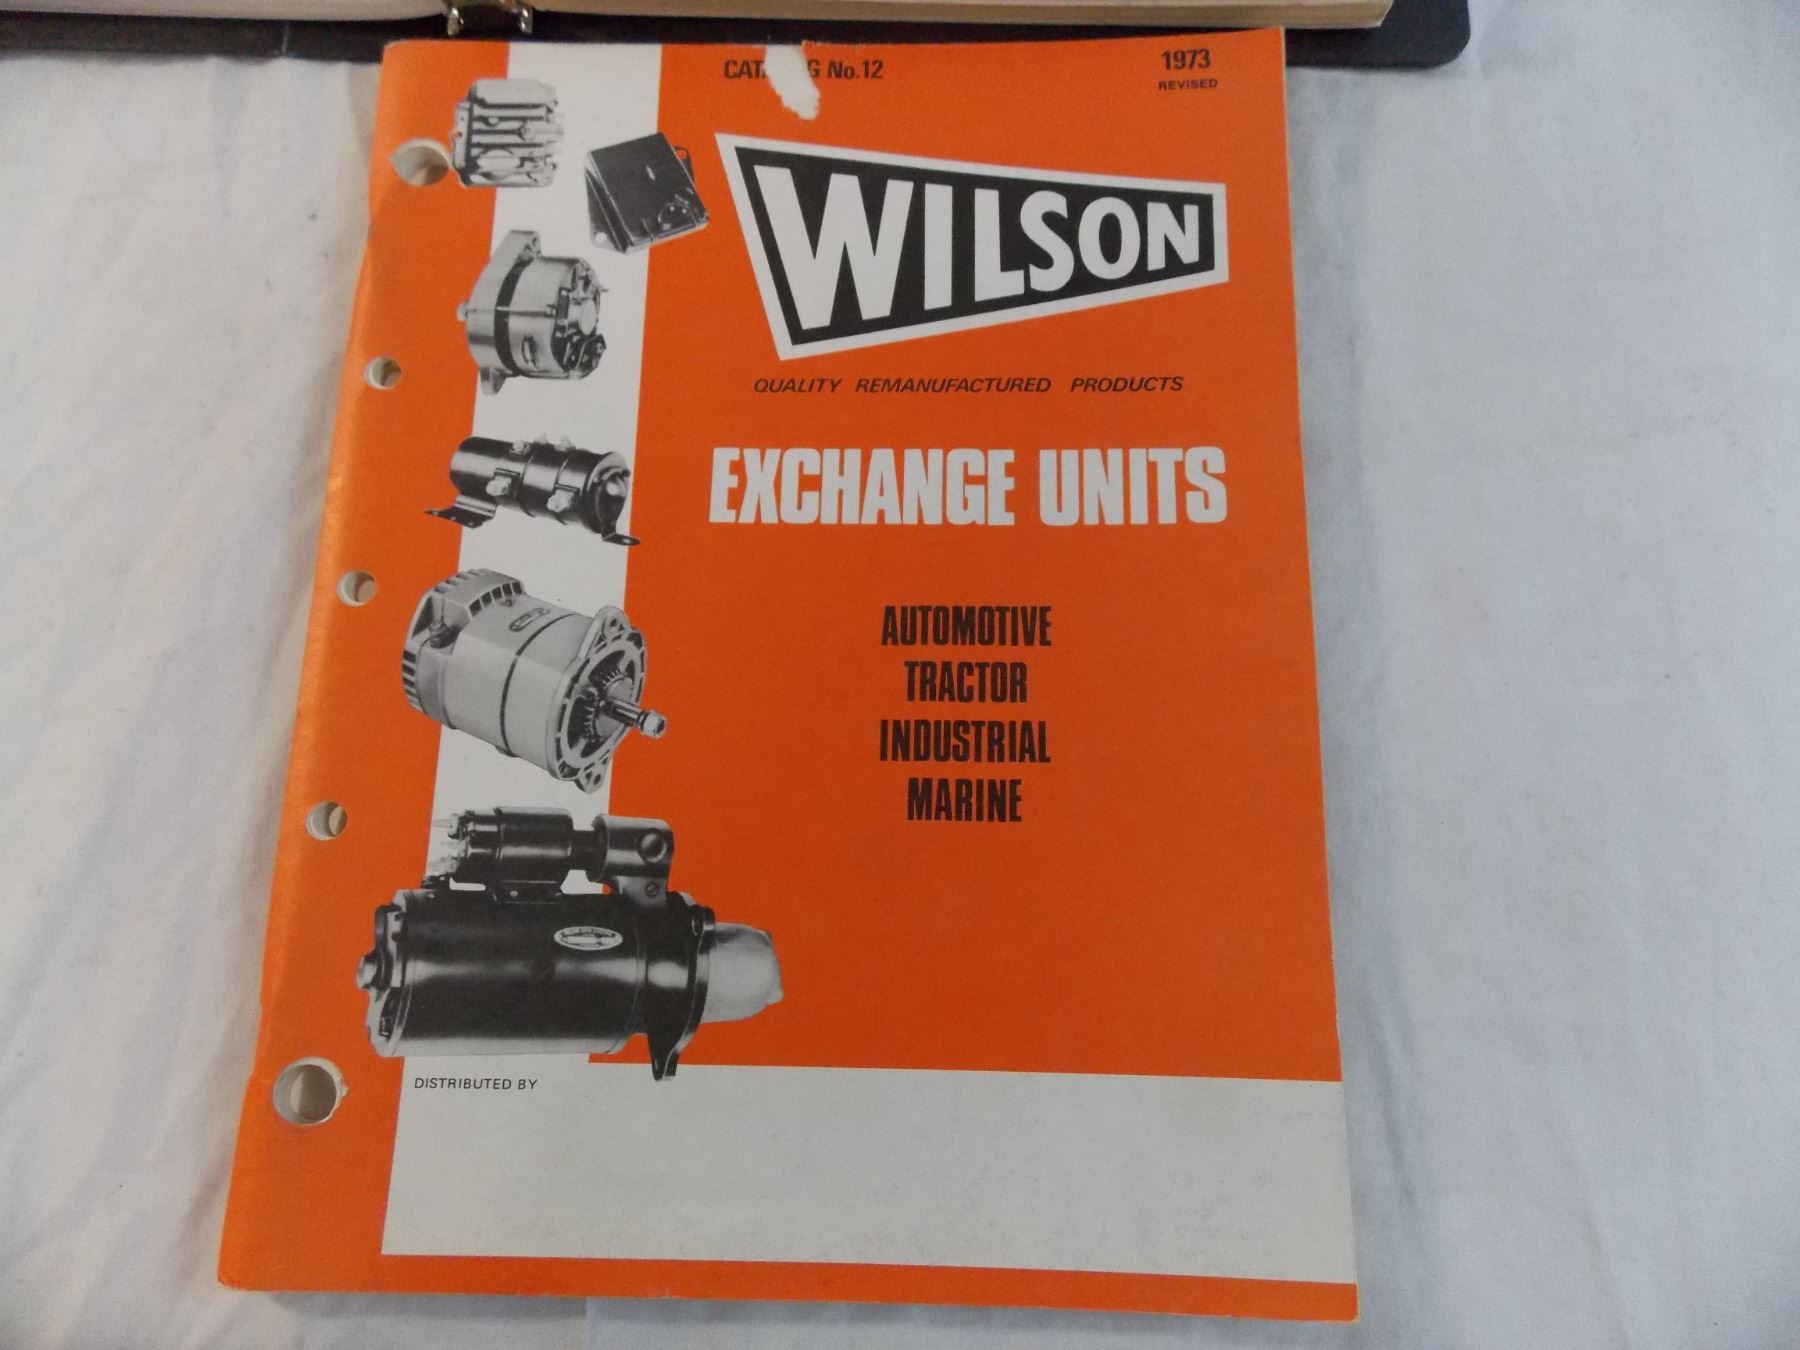 CAT G No.12
1973
REVISED
WILSON
QUALITY REMANUFACTURED PRODUCTS
EXCHANGE UNITS
AUTOMOTIVE
TRACTOR
INDUSTRIAL
MARINE
DISTRIBUTED BY